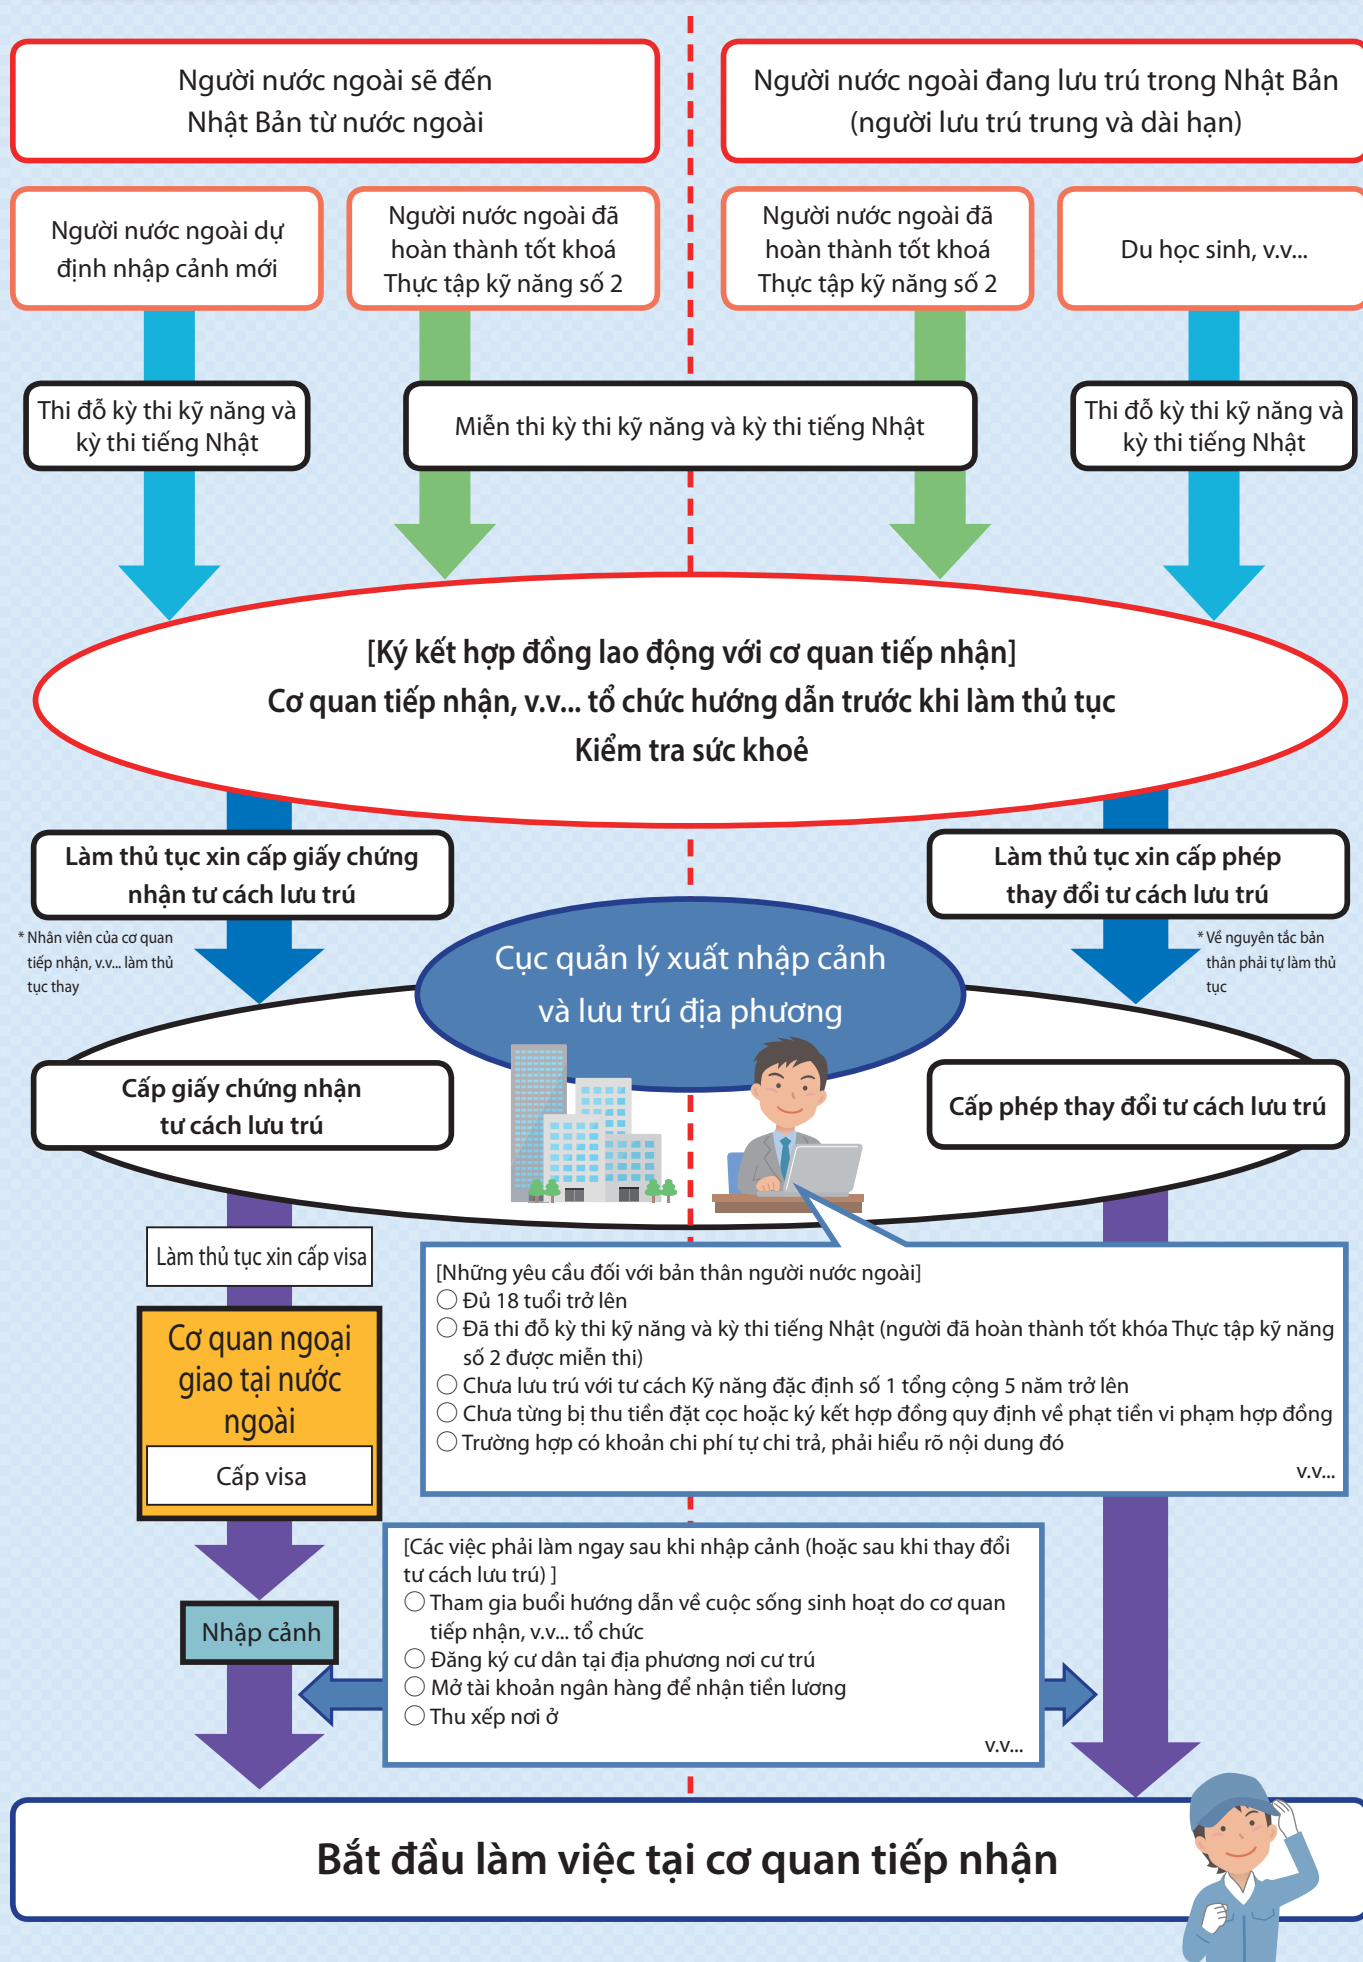 Người nước ngoài sẽ đến
Nhật Bản từ nước ngoài
Người nước ngoài đang lưu trú trong Nhật Bản
(người lưu trú trung và dài hạn)
Người nước ngoài dự
định nhập cảnh mới
Người nước ngoài đã
hoàn thành tốt khoá
Thực tập kỹ năng số 2
Người nước ngoài đã
hoàn thành tốt khoá
Thực tập kỹ năng số 2
Du học sinh, v.v...
Thi đỗ kỳ thi kỹ năng và
kỳ thi tiếng Nhật
Miễn thi kỳ thi kỹ năng và kỳ thi tiếng Nhật
Thi đỗ kỳ thi kỹ năng và
kỳ thi tiếng Nhật
[Ký kết hợp đồng lao động với cơ quan tiếp nhận]
Cơ quan tiếp nhận, v.v... tổ chức hướng dẫn trước khi làm thủ tục
Kiểm tra sức khoẻ
Làm thủ tục xin cấp giấy chứng
nhận tư cách lưu trú
Làm thủ tục xin cấp phép
thay đổi tư cách lưu trú
* Nhân viên của cơ quan
tiếp nhận, v.v... làm thủ
tục thay
* Về nguyên tắc bản
thân phải tự làm thủ
tục
Cục quản lý xuất nhập cảnh
và lưu trú địa phương
Cấp giấy chứng nhận
tư cách lưu trú
Cấp phép thay đổi tư cách lưu trú
Làm thủ tục xin cấp visa
Cơ quan ngoại
giao tại nước
ngoài
Cấp visa
[Những yêu cầu đối với bản thân người nước ngoài]
○ Đủ 18 tuổi trở lên
○ Đã thi đỗ kỳ thi kỹ năng và kỳ thi tiếng Nhật (người đã hoàn thành tốt khóa Thực tập kỹ năng
số 2 được miễn thi)
○ Chưa lưu trú với tư cách Kỹ năng đặc định số 1 tổng cộng 5 năm trở lên
○ Chưa từng bị thu tiền đặt cọc hoặc ký kết hợp đồng quy định về phạt tiền vi phạm hợp đồng
○ Trường hợp có khoản chi phí tự chi trả, phải hiểu rõ nội dung đó
v.v...
[Các việc phải làm ngay sau khi nhập cảnh (hoặc sau khi thay đổi
tư cách lưu trú) ]
○ Tham gia buổi hướng dẫn về cuộc sống sinh hoạt do cơ quan
tiếp nhận, v.v... tổ chức
○ Đăng ký cư dân tại địa phương nơi cư trú
○ Mở tài khoản ngân hàng để nhận tiền lương
○ Thu xếp nơi ở
v.v...
Nhập cảnh
Bắt đầu làm việc tại cơ quan tiếp nhận